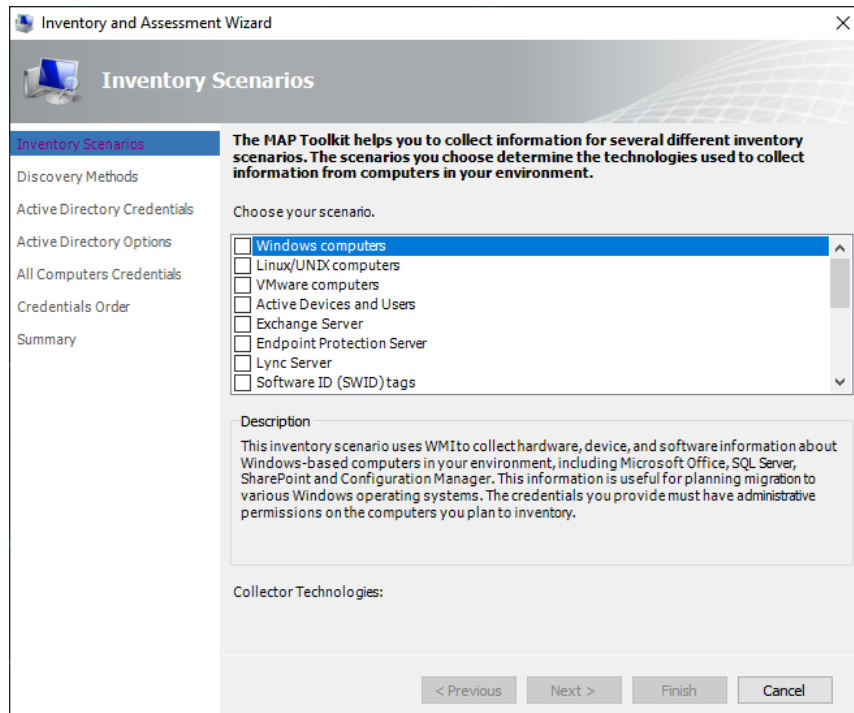 Inventory and Assessment Wizard
Inventory Scenarios
Inventory Scenarios
Discovery Methods
Active Directory Credentials
Active Directory Options
All Computers Credentials
Credentials Order
Summary
The MAP Toolkit helps you to collect information for several different inventory
scenarios. The scenarios you choose determine the technologies used to collect
information from computers in your environment.
Choose your scenario.
Windows computers
Linux/UNIX computers
VMware computers
Active Devices and Users
Exchange Server
Endpoint Protection Server
Lync Server
Software ID (SWID) tags
Description
This inventory scenario uses WMI to collect hardware, device, and software information about
Windows-based computers in your environment, including Microsoft Office, SQL Server,
SharePoint and Configuration Manager. This information is useful for planning migration to
various Windows operating systems. The credentials you provide must have administrative
permissions on the computers you plan to inventory.
Collector Technologies:
< Previous
Next >
Finish
Cancel